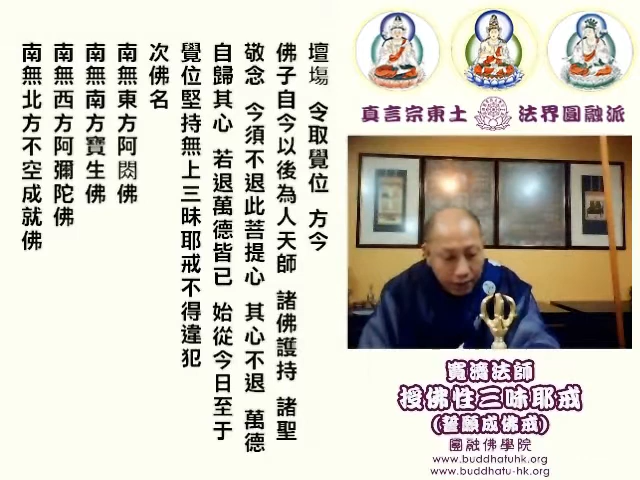 壇塲　令取覺位　方今
佛子自今以後為人天師　諸佛護持　諸聖
敬念　今須不退此菩提心　其心不退　萬德
自歸其心　若退萬德皆已　始從今日至于
覺位堅持無上三昧耶戒不得違犯
次佛名
南無東方阿閦佛
南無南方寶生佛
南無西方阿彌陀佛
南無北方不空成就佛
真言宗東土 法界圓融派
寬濟法師
授佛性三昧耶戒
(誓願成佛戒)
圓融佛學院
www.buddhatuhk.org
www.buddhatu-hk.org